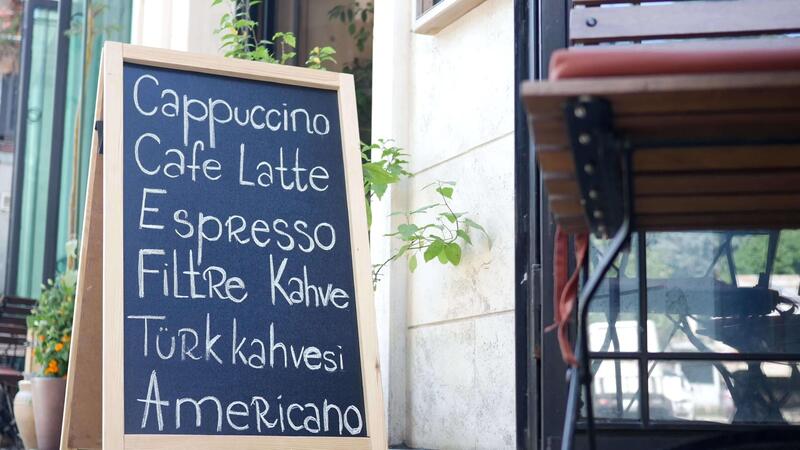 Cappuccino
Cafe Latte
Espresso
Filtre Kahve
Türk kahvesi
Americano